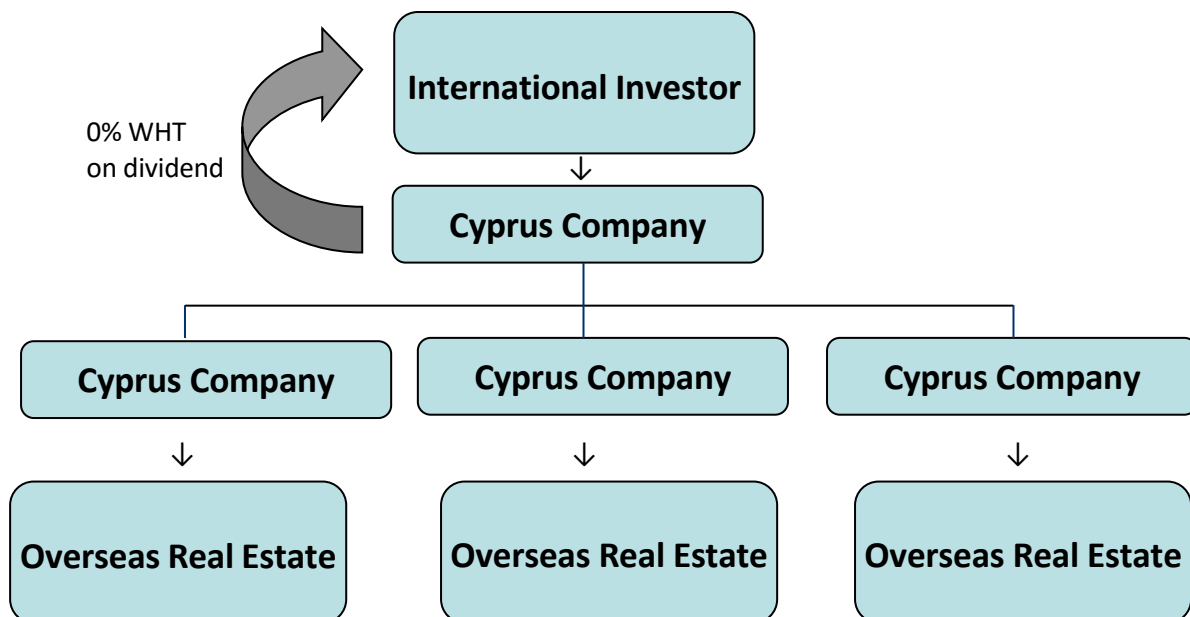 International Investor
0% WHT
on dividend
Cyprus Company
Cyprus Company
Cyprus Company
Cyprus Company
Overseas Real Estate
Overseas Real Estate
Overseas Real Estate